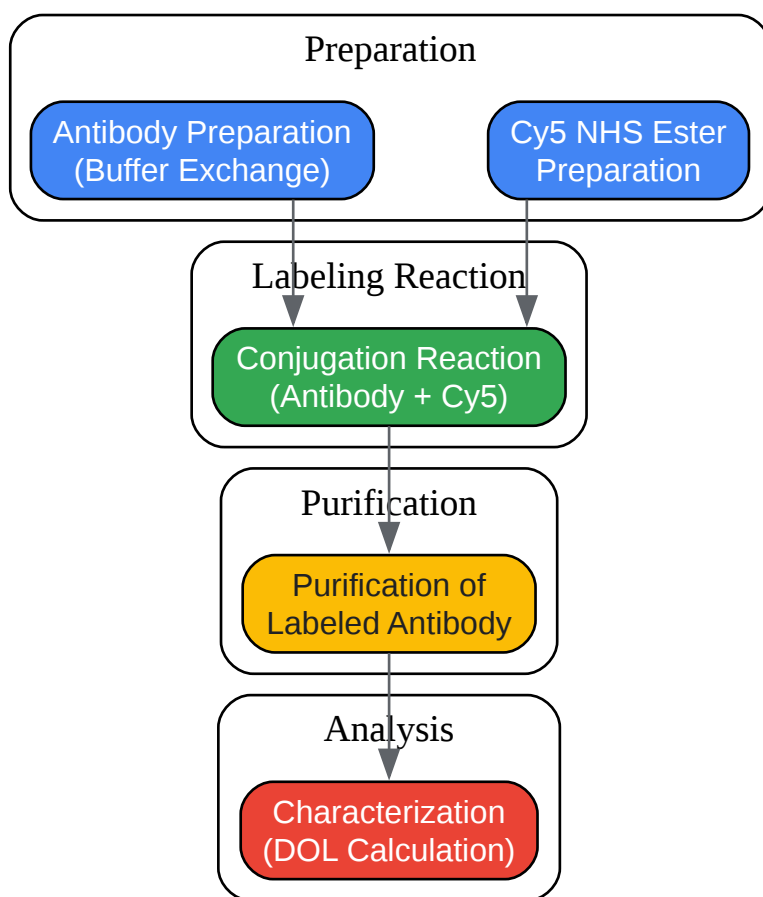 Preparation
Antibody Preparation
(Buffer Exchange)
Cy5 NHS Ester
Preparation
Labeling Reaction
Conjugation Reaction
(Antibody + Cy5)
Purification
Purification of
Labeled Antibody
Analysis
Characterization
(DOL Calculation)